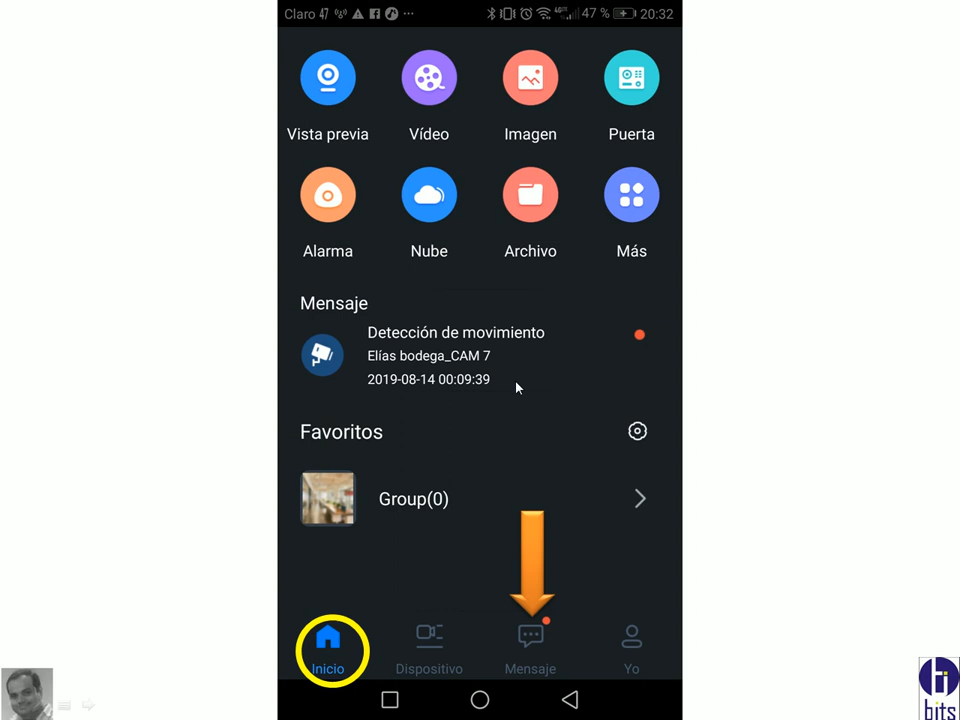 Claro 47 47 % 20:32
Vista previa Vídeo Imagen Puerta
Alarma Nube Archivo Más
Mensaje
Detección de movimiento
Elías bodega_CAM 7
2019-08-14 00:09:39
Favoritos
Group(0)
Inicio Dispositivo Mensaje Yo
bits